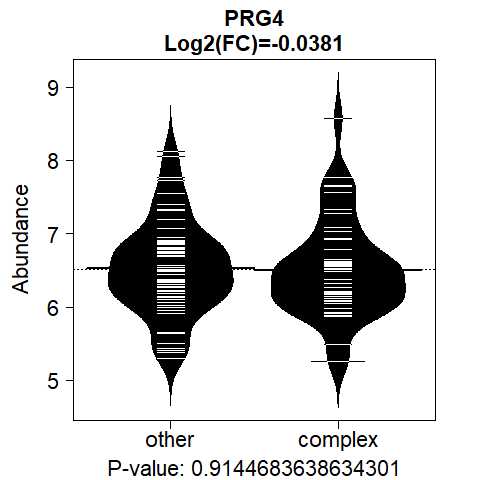 PRG4
Log2(FC)=-0.0381
Abundance
9
8
7
6
5
other complex
P-value: 0.9144683638634301